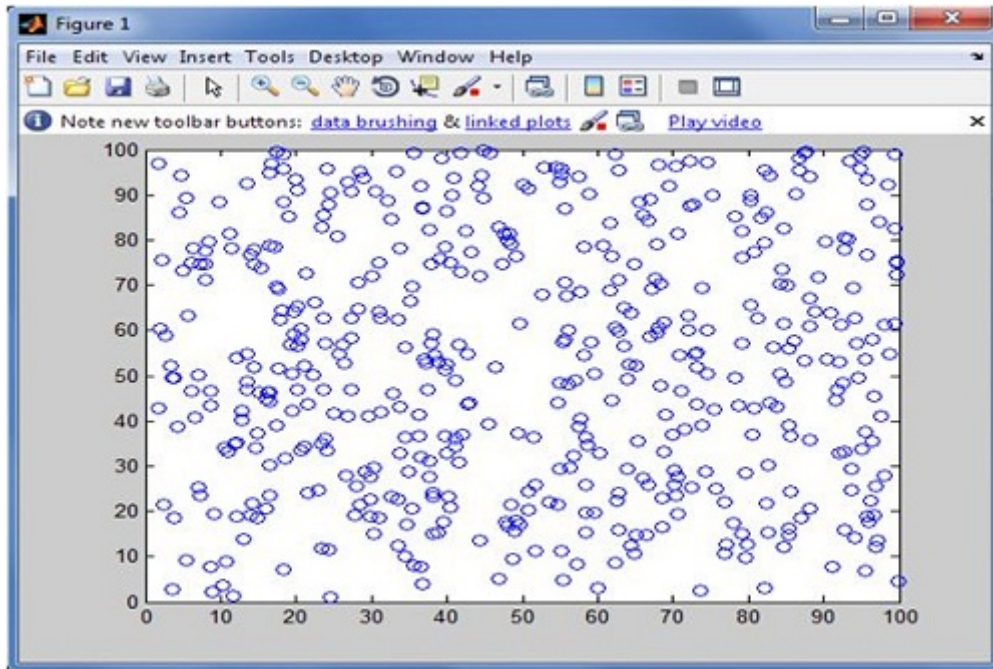 Figure 1
File Edit View Insert Tools Desktop Window Help
Note new toolbar buttons: data brushing & linked plots Play video
100
90
80
70
60
50
40
30
20
10
0
0 10 20 30 40 50 60 70 80 90 100